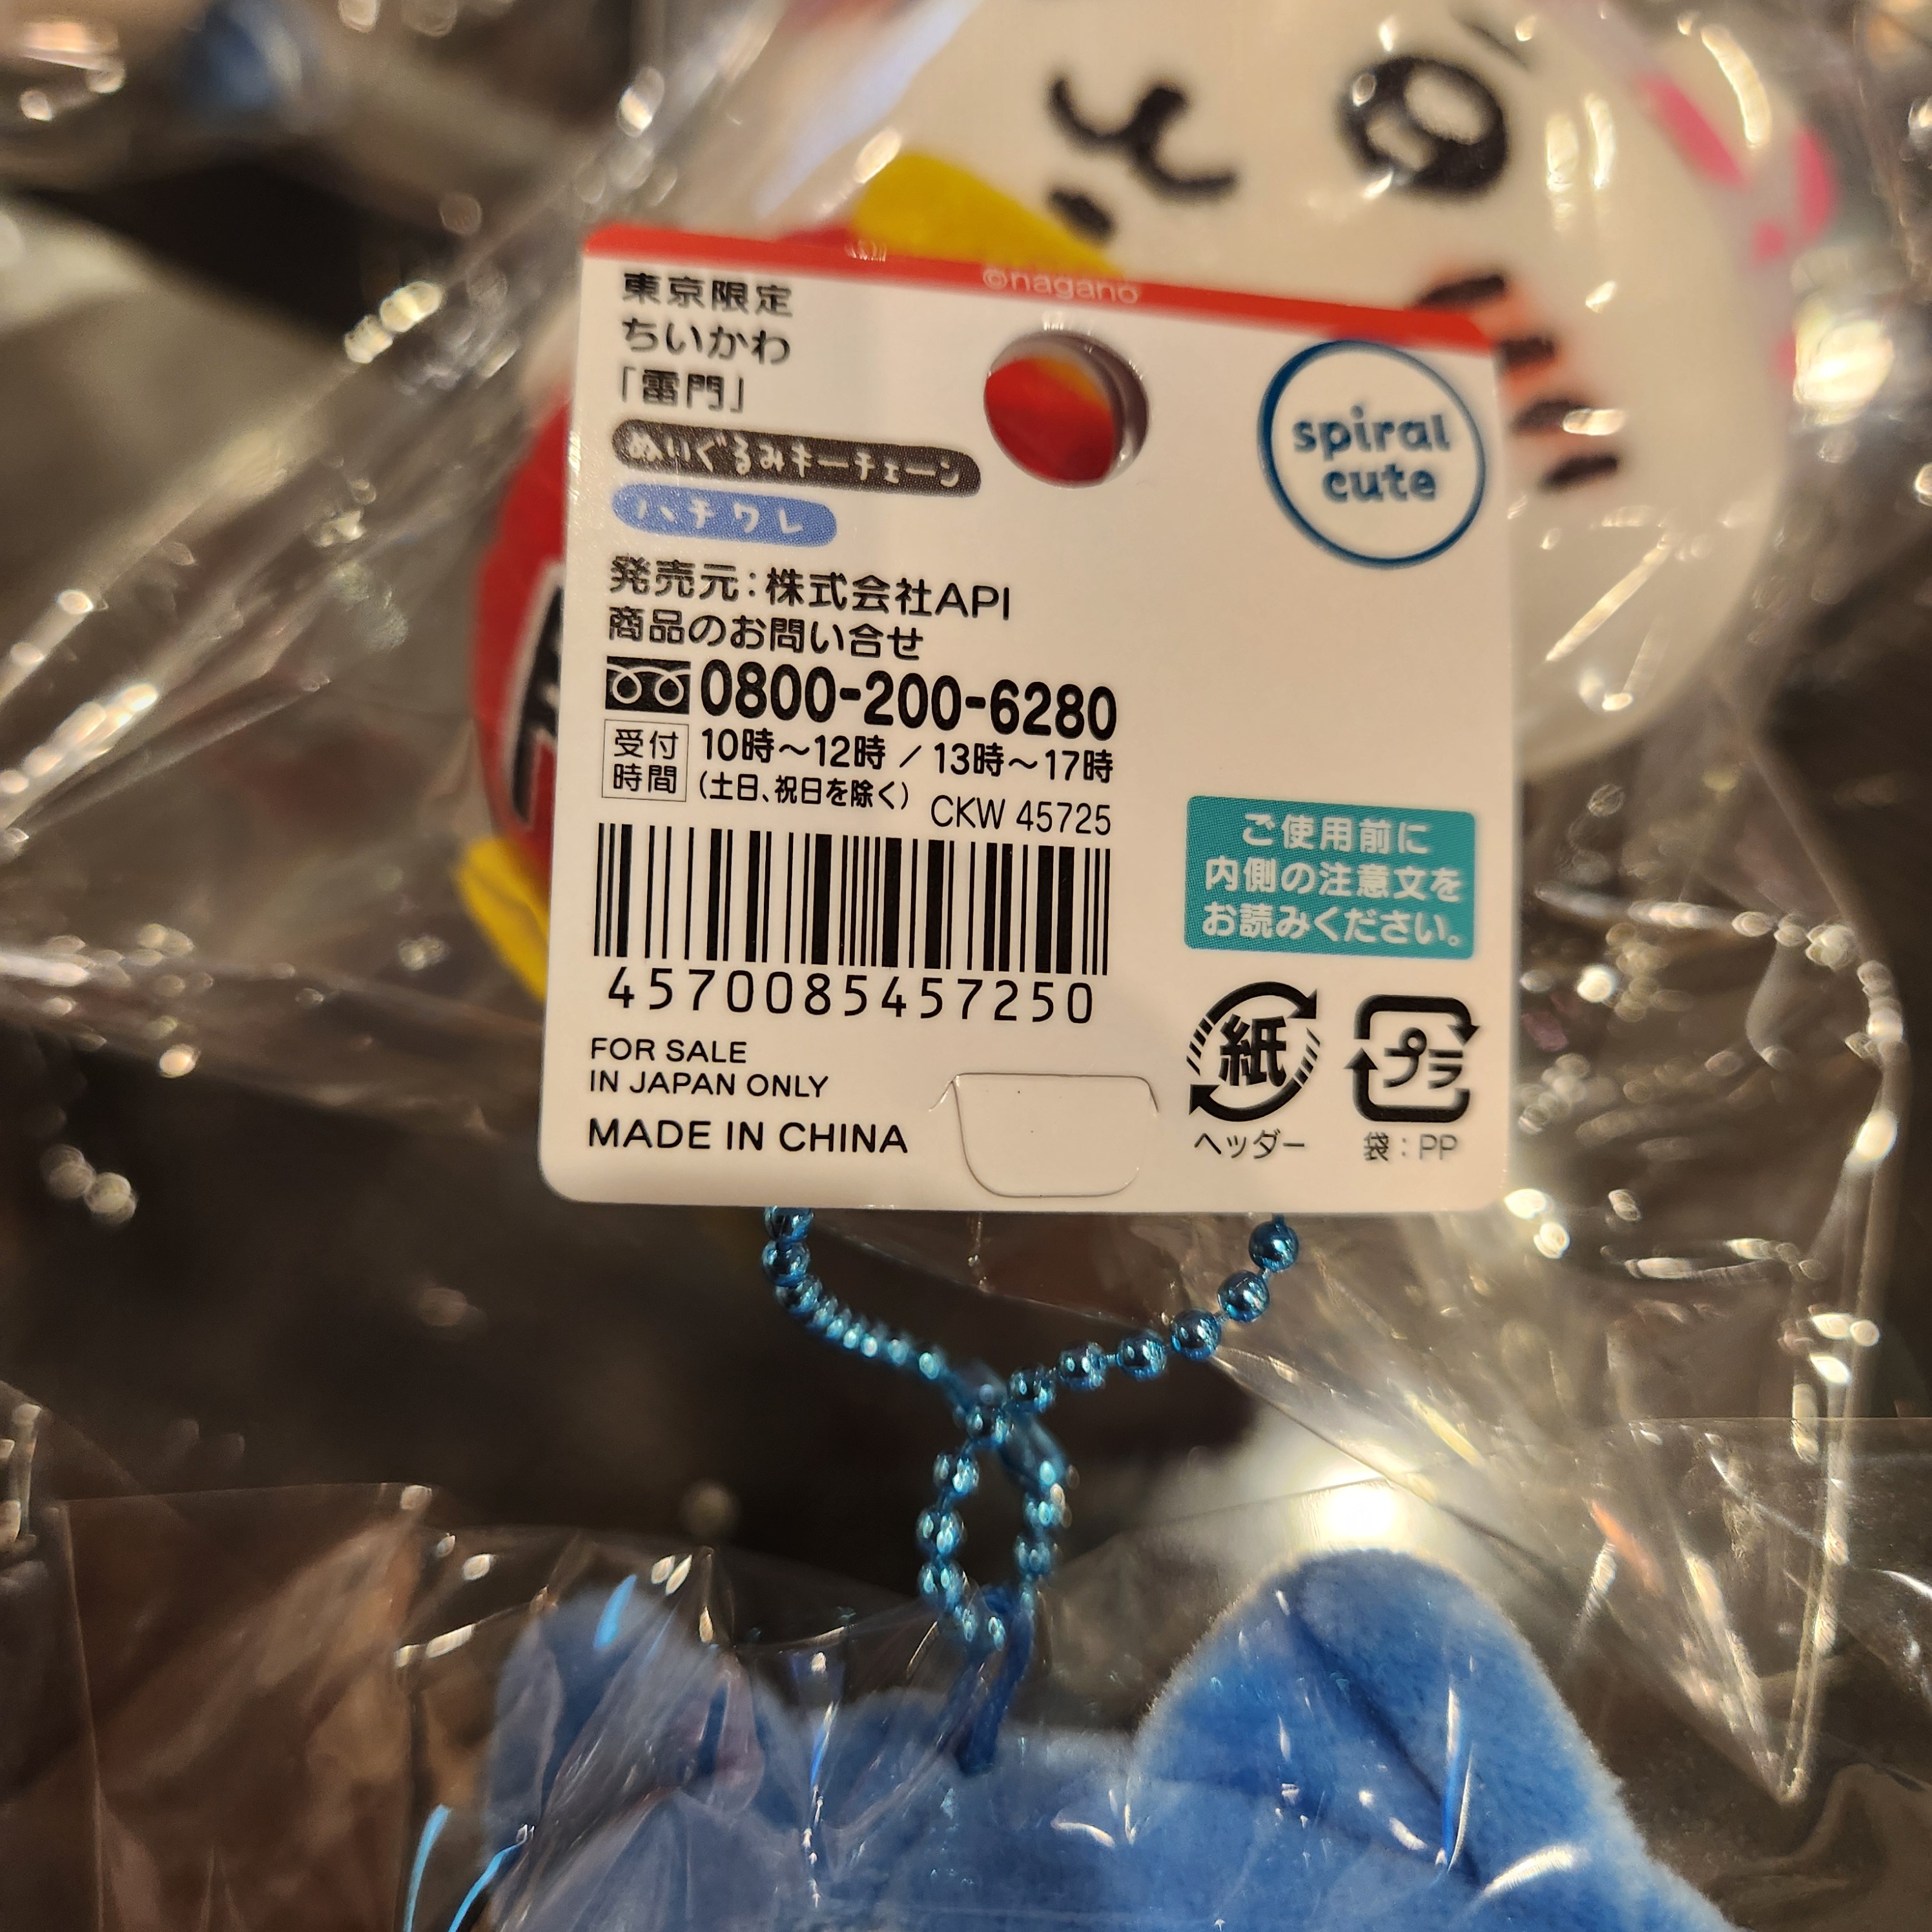 ©nagano
東京限定
ちいかわ
「雷門」
ぬいぐるみキーチェーン
ハチワレ
spiral
cute
発売元:株式会社API
商品のお問い合せ
0800-200-6280
受付
時間
10時～12時 / 13時～17時
(土日、祝日を除く)
CKW 45725
4570085457250
FOR SALE
IN JAPAN ONLY
MADE IN CHINA
ご使用前に
内側の注意文を
お読みください。
紙
ヘッダー
プラ
袋:PP